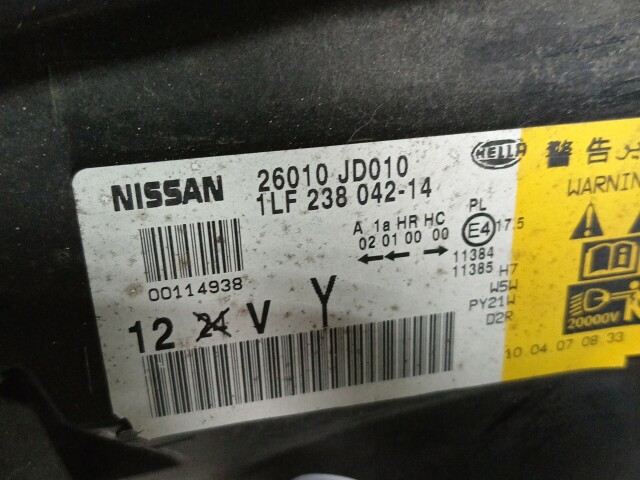 HELLA
警告
WARNIN
NISSAN
26010 JD010
1LF 238 042-14
A 1a HR HC
02 01 00 00
PL
E4 17.5
11384
11385
H7
W5W
PY21W
D2R
00114938
12 24 V Y
20000V
10.04.07 08 33